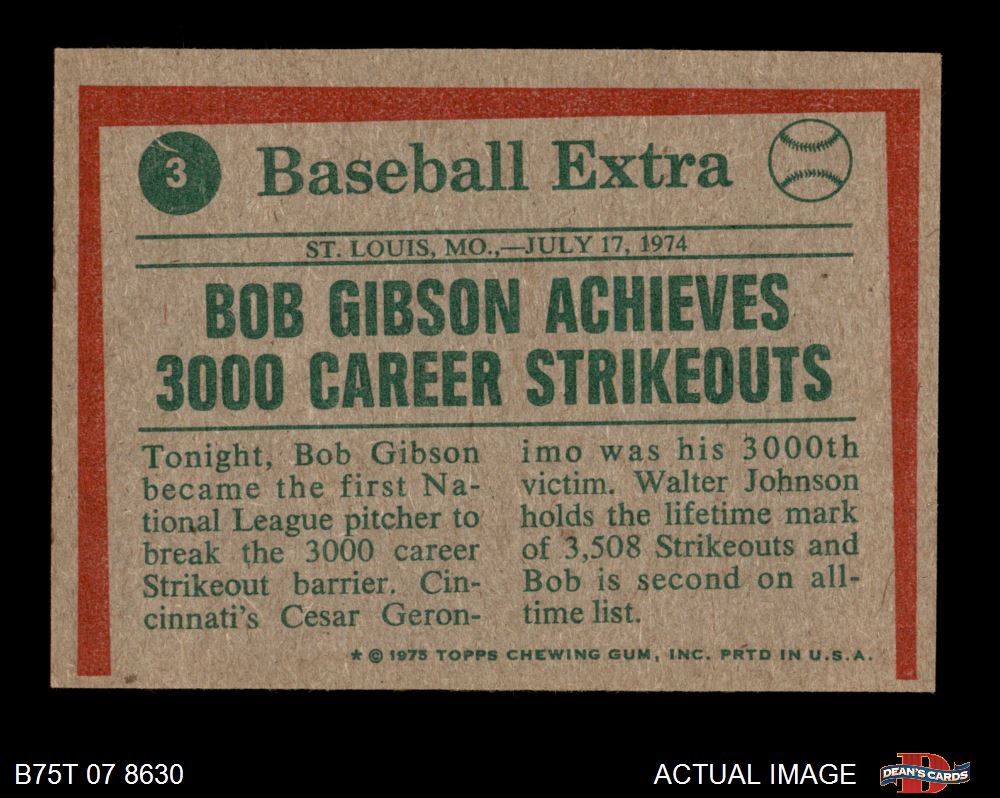 3
Baseball Extra
ST. LOUIS, MO.,—JULY 17, 1974
BOB GIBSON ACHIEVES
3000 CAREER STRIKEOUTS
Tonight, Bob Gibson
became the first Na-
tional League pitcher to
break the 3000 career
Strikeout barrier. Cin-
cinnati's Cesar Geron-
imo was his 3000th
victim. Walter Johnson
holds the lifetime mark
of 3,508 Strikeouts and
Bob is second on all-
time list.
* © 1975 TOPPS CHEWING GUM, INC. PRTD IN U.S.A.
B75T 07 8630
ACTUAL IMAGE
DEAN'S CARDS